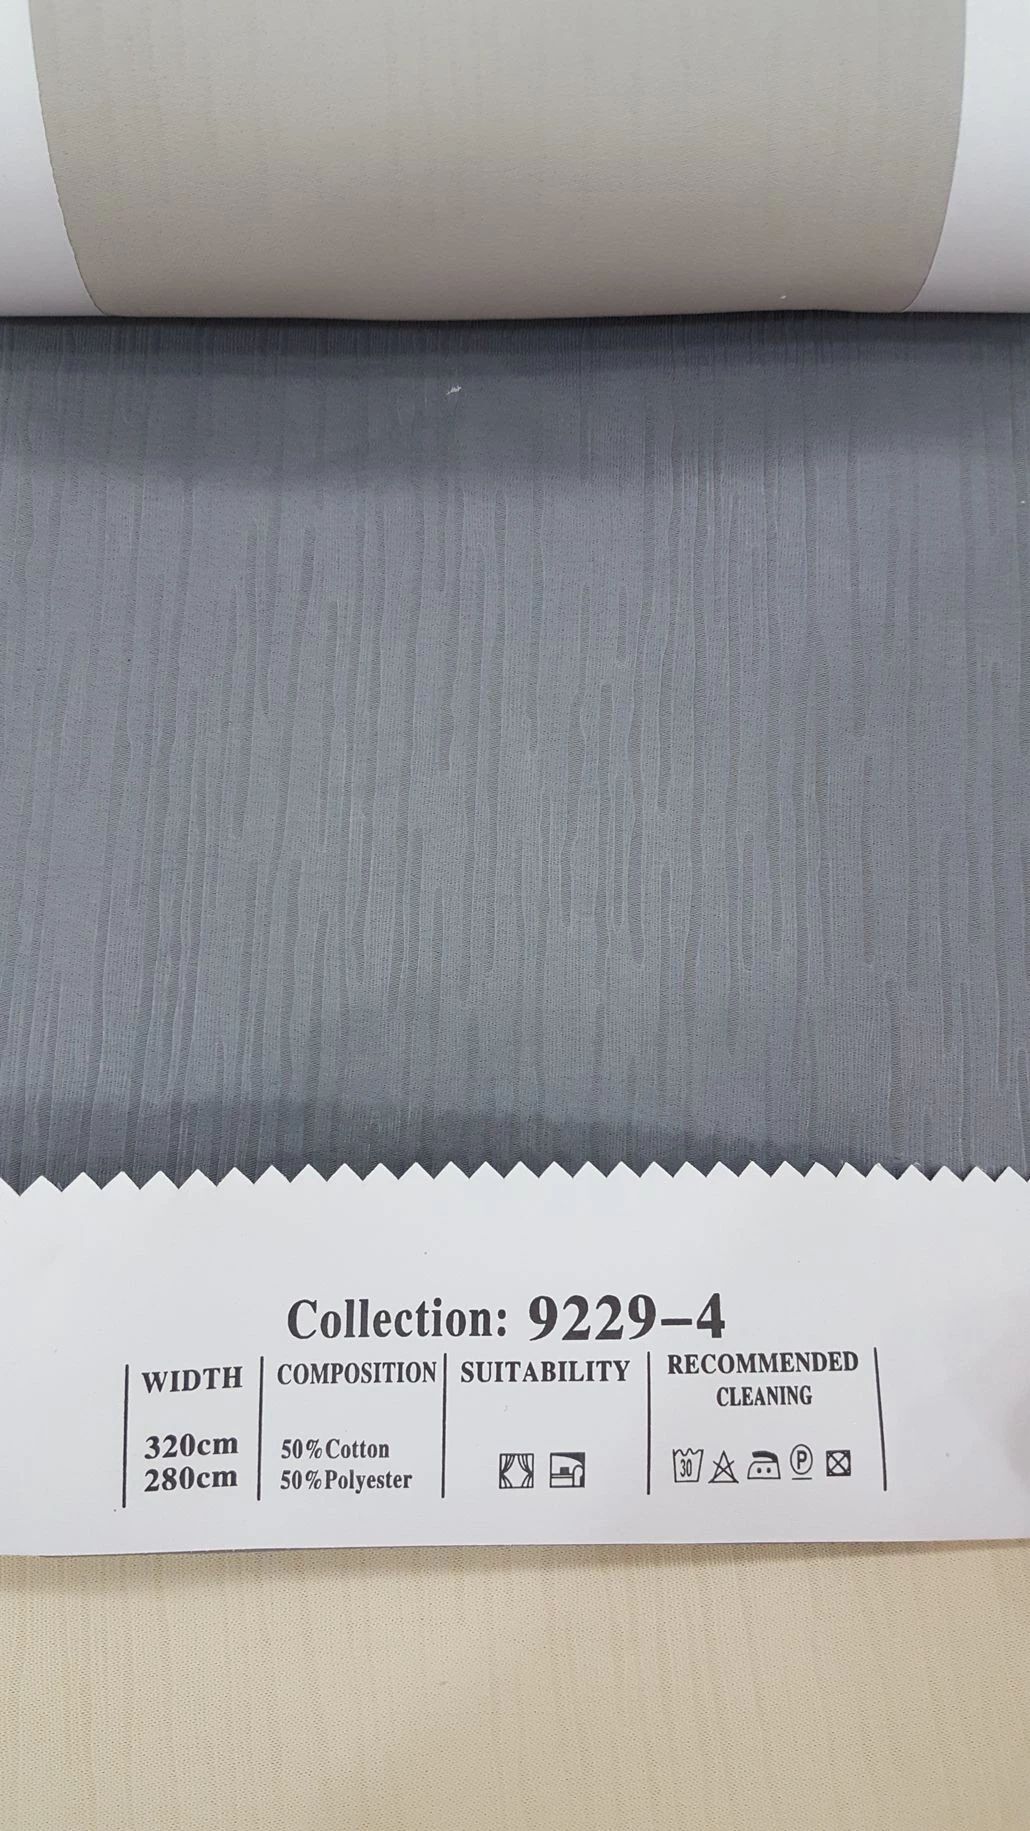 Collection: 9229-4
WIDTH
320cm
280cm
COMPOSITION
50%Cotton
50%Polyester
SUITABILITY
RECOMMENDED
CLEANING
30
P